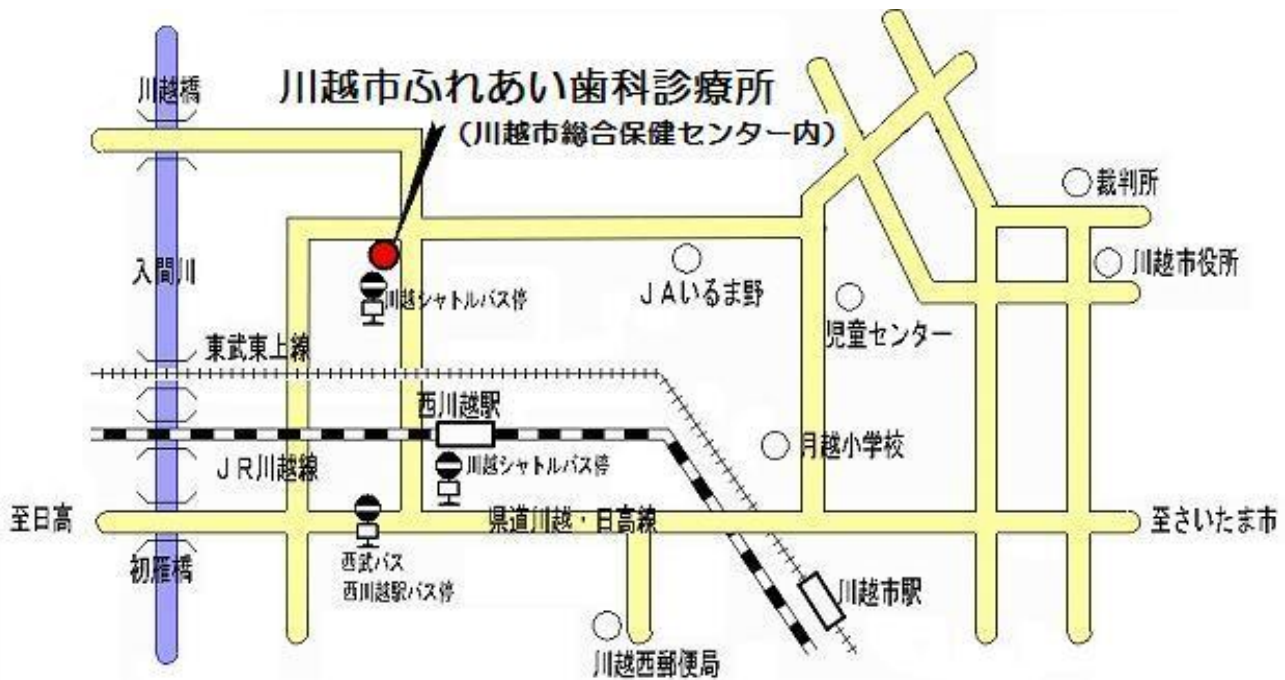 川越橋
川越市ふれあい歯科診療所
（川越市総合保健センター内）
裁判所
入間川
川越市役所
川越シャトルバス停
ＪＡいるま野
児童センター
東武東上線
西川越駅
月越小学校
ＪＲ川越線
川越シャトルバス停
至日高
県道川越・日高線
至さいたま市
初雁橋
西武バス
西川越駅バス停
川越市駅
川越西郵便局